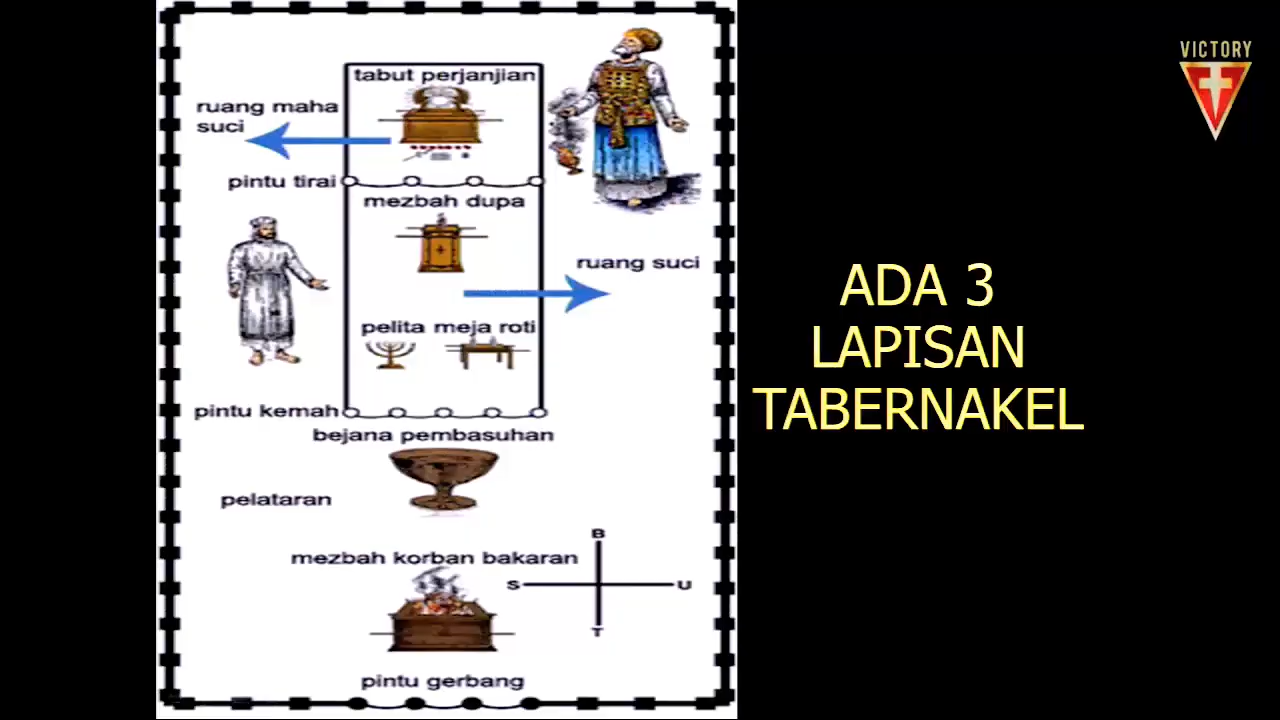 VICTORY
tabut perjanjian
ruang maha
suci
pintu tirai
mezbah dupa
ruang suci
pelita meja roti
pintu kemah
bejana pembasuhan
pelataran
mezbah korban bakaran
B
S
U
T
pintu gerbang
ADA 3
LAPISAN
TABERNAKEL